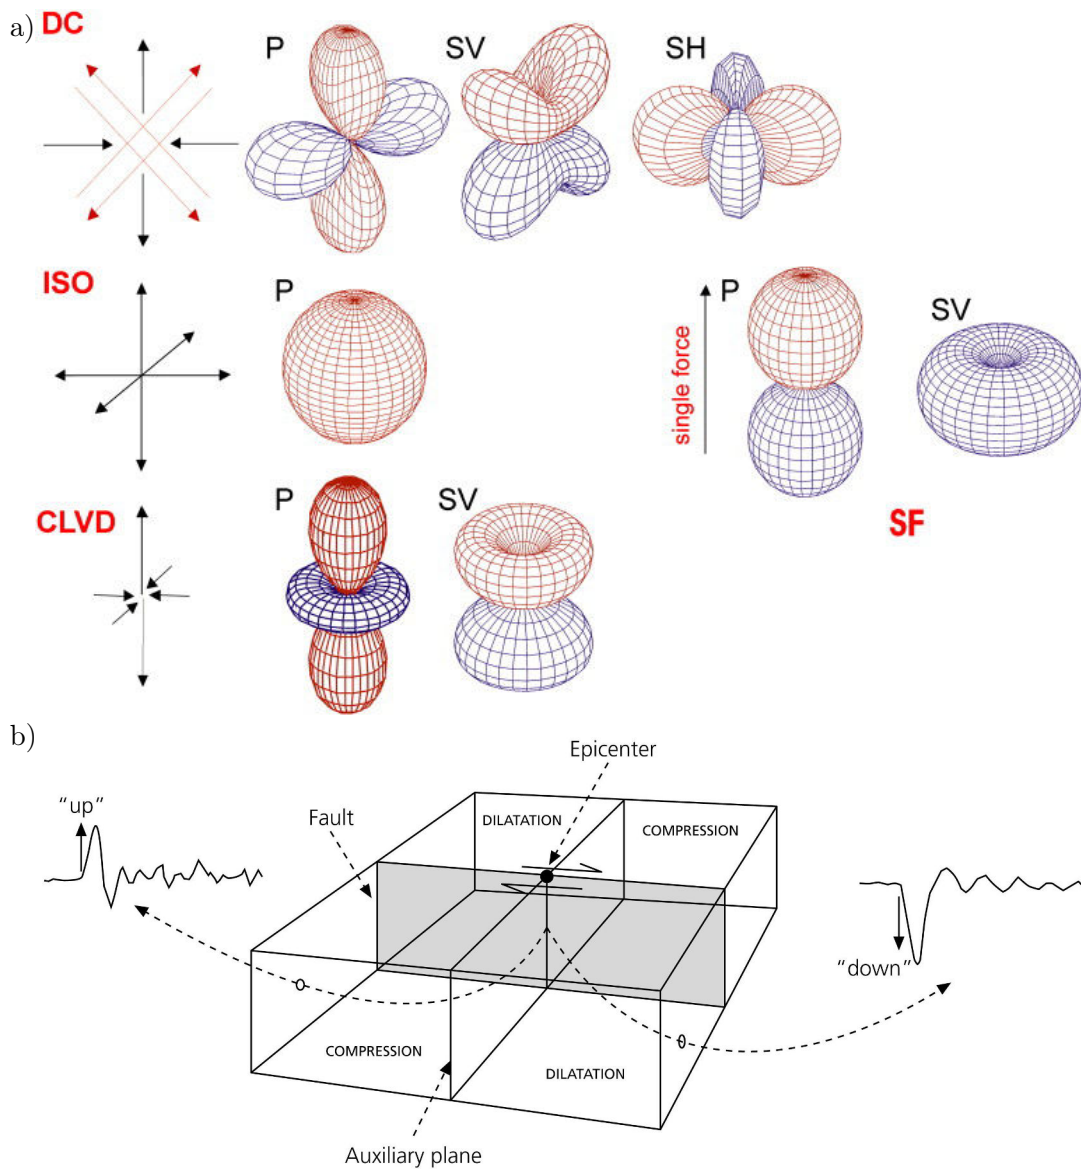 a)
DC
P
SV
SH
ISO
P
single force
P
SV
CLVD
P
SV
SF
b)
Epicenter
"up"
Fault
DILATATION
COMPRESSION
"down"
COMPRESSION
DILATATION
Auxiliary plane